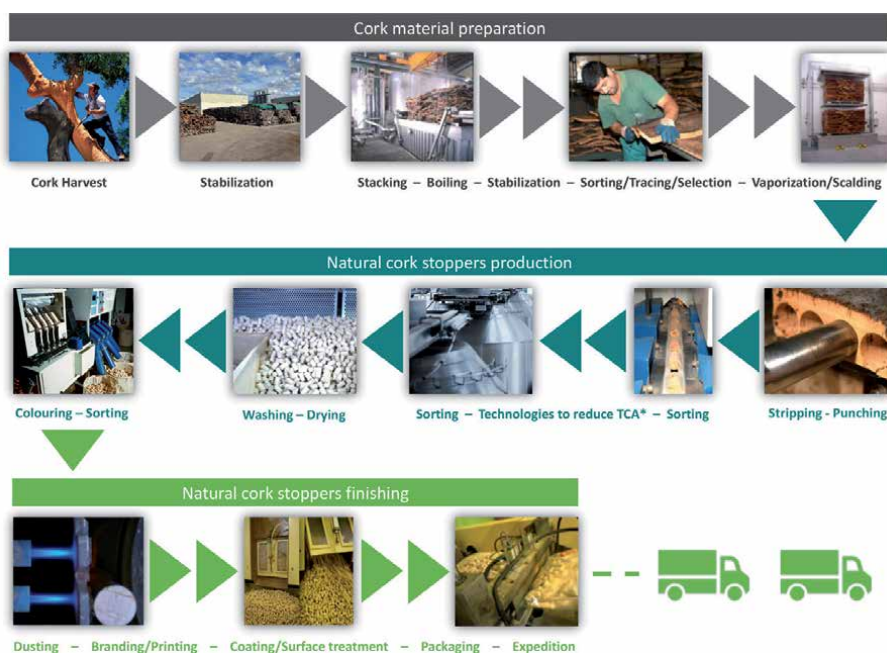 Cork material preparation
Cork Harvest
Stabilization
Stacking – Boiling – Stabilization – Sorting/Tracing/Selection – Vaporization/Scalding
Natural cork stoppers production
Colouring – Sorting
Washing – Drying
Sorting – Technologies to reduce TCA* – Sorting
Stripping - Punching
Natural cork stoppers finishing
Dusting – Branding/Printing – Coating/Surface treatment – Packaging – Expedition